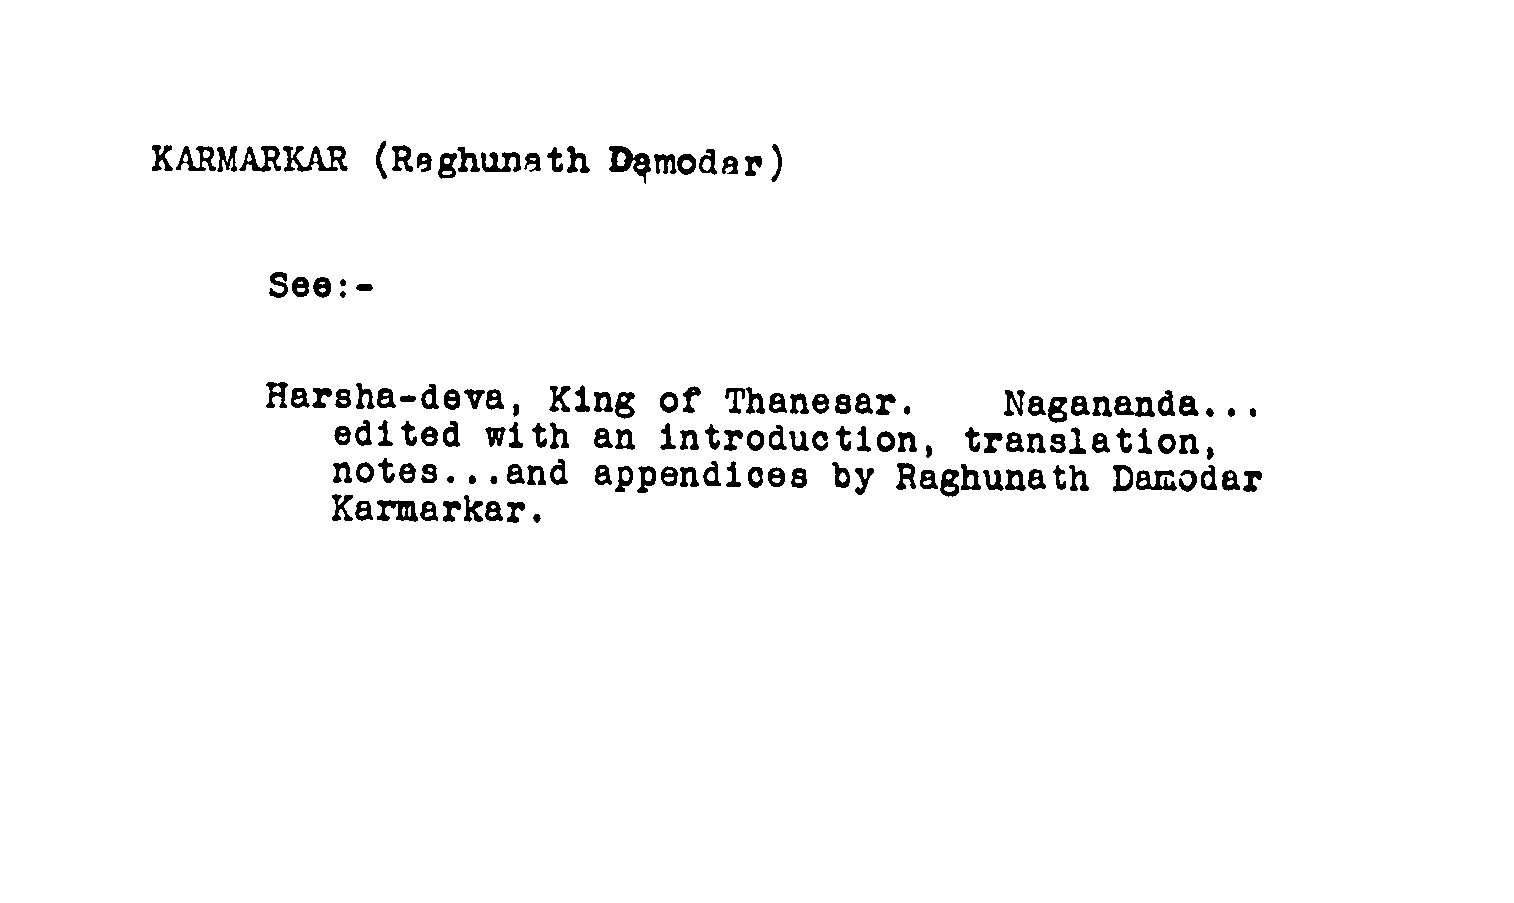 KARMARKAR (Raghunath Damodar)
See:-
Harsha-deva, King of Thanesar. Nagananda...
edited with an introduction, translation,
notes...and appendices by Raghunath Damodar
Karmarkar.